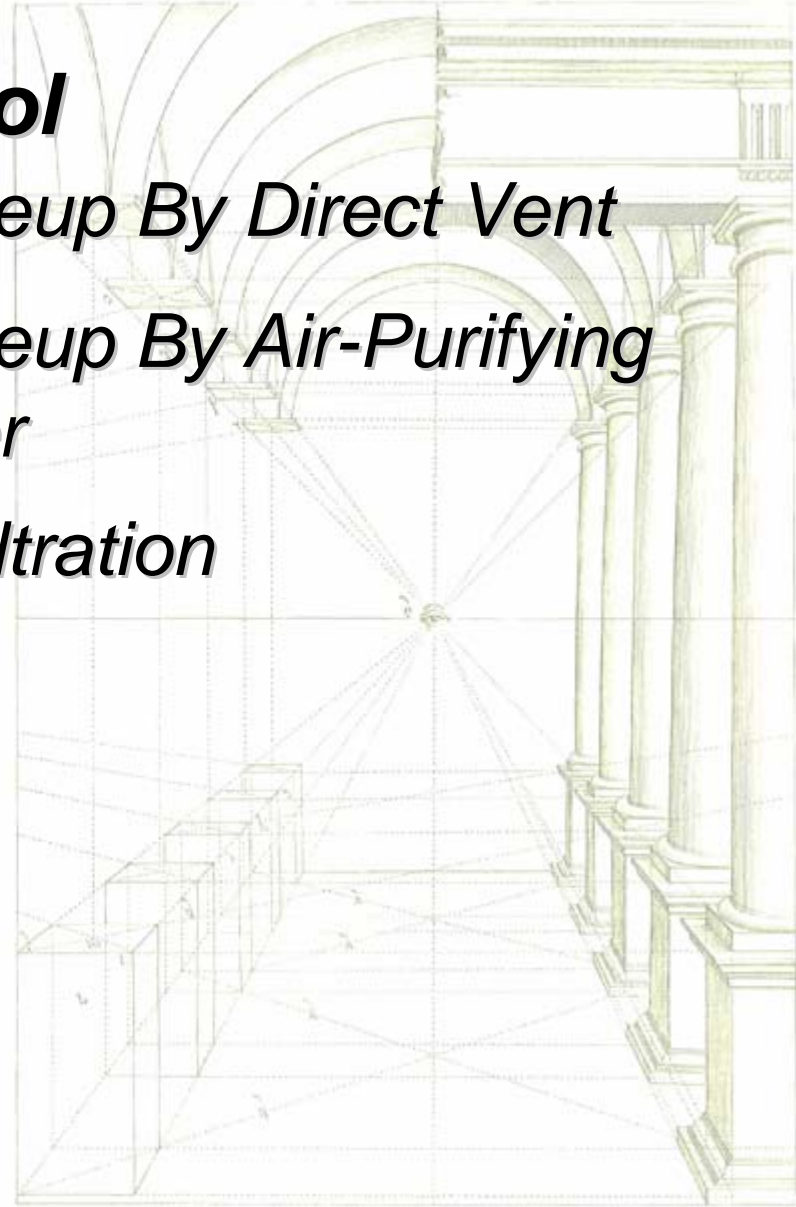 ol
eup By Direct Vent
eup By Air-Purifying
r
ltration